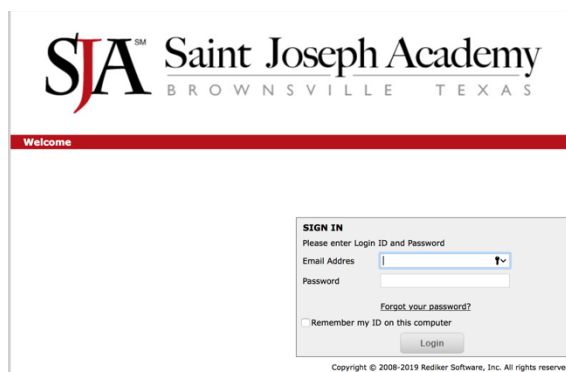 SJA SM Saint Joseph Academy
BROWNSVILLE TEXAS
Welcome
SIGN IN
Please enter Login ID and Password
Email Addres
Password
Forgot your password?
Remember my ID on this computer
Login
Copyright © 2008-2019 Rediker Software, Inc. All rights reserve